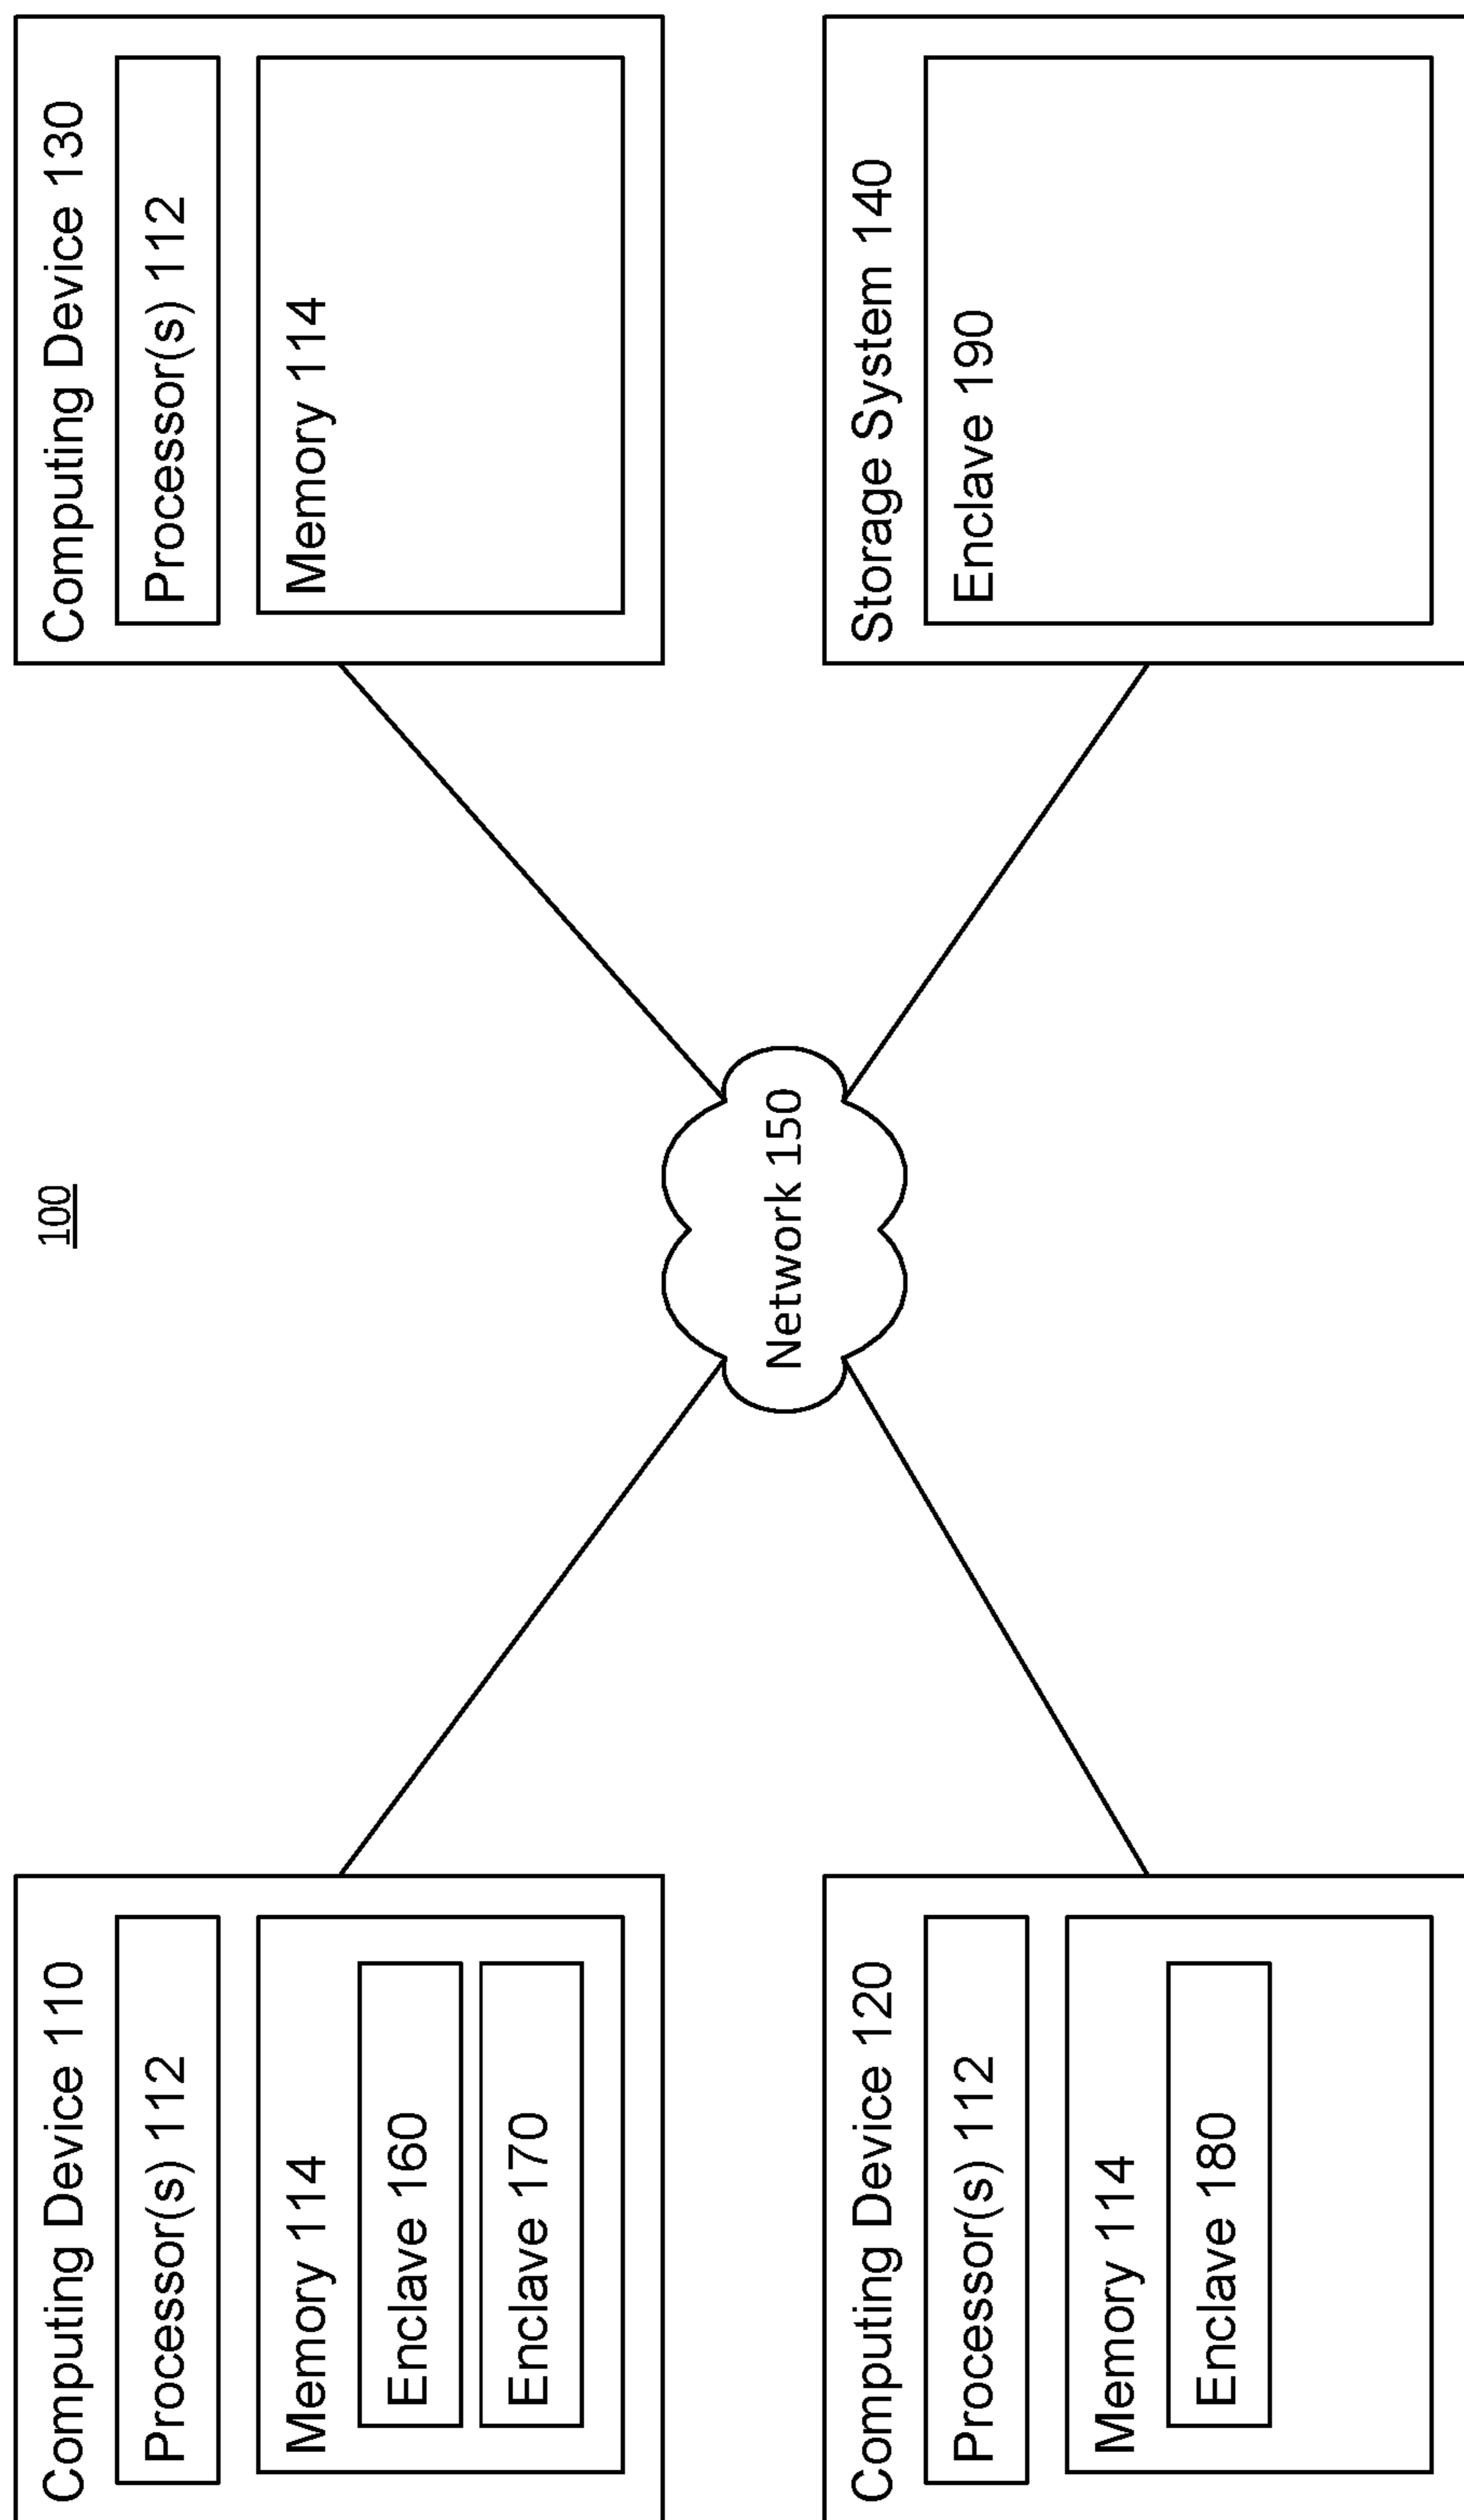 100
Computing Device 110
Processor(s) 112
Memory 114
Enclave 160
Enclave 170
Computing Device 130
Processor(s) 112
Memory 114
Network 150
Computing Device 120
Processor(s) 112
Memory 114
Enclave 180
Storage System 140
Enclave 190